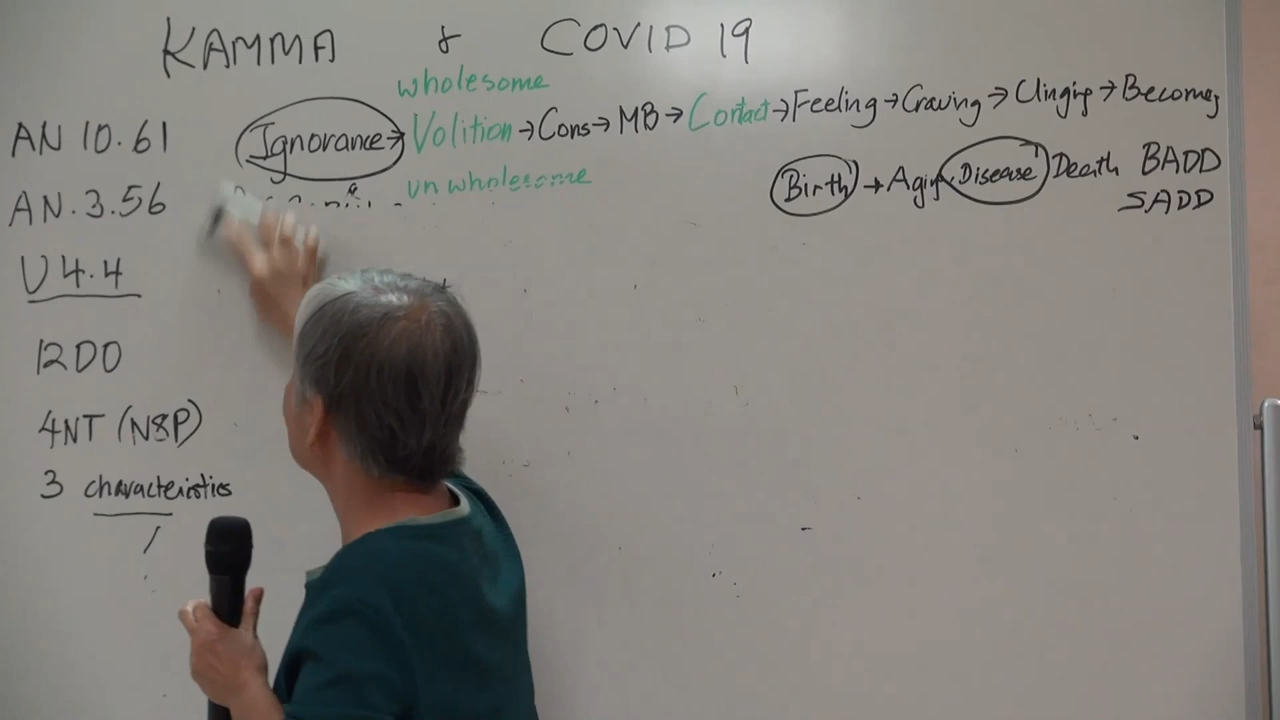 KAMMA & COVID 19
wholesome
AN 10.61
Ignorance → Volition → Cons → MB → Contact → Feeling → Craving → Clinging → Becoming
unwholesome
Birth → Aging Disease Death BADD
AN.3.56
SADD
U 4.4
12DO
4NT (N8P)
3 characteristics